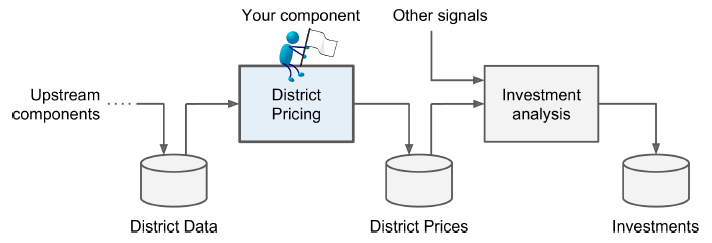 Your component
Other signals
Upstream
components
District
Pricing
Investment
analysis
District Data
District Prices
Investments